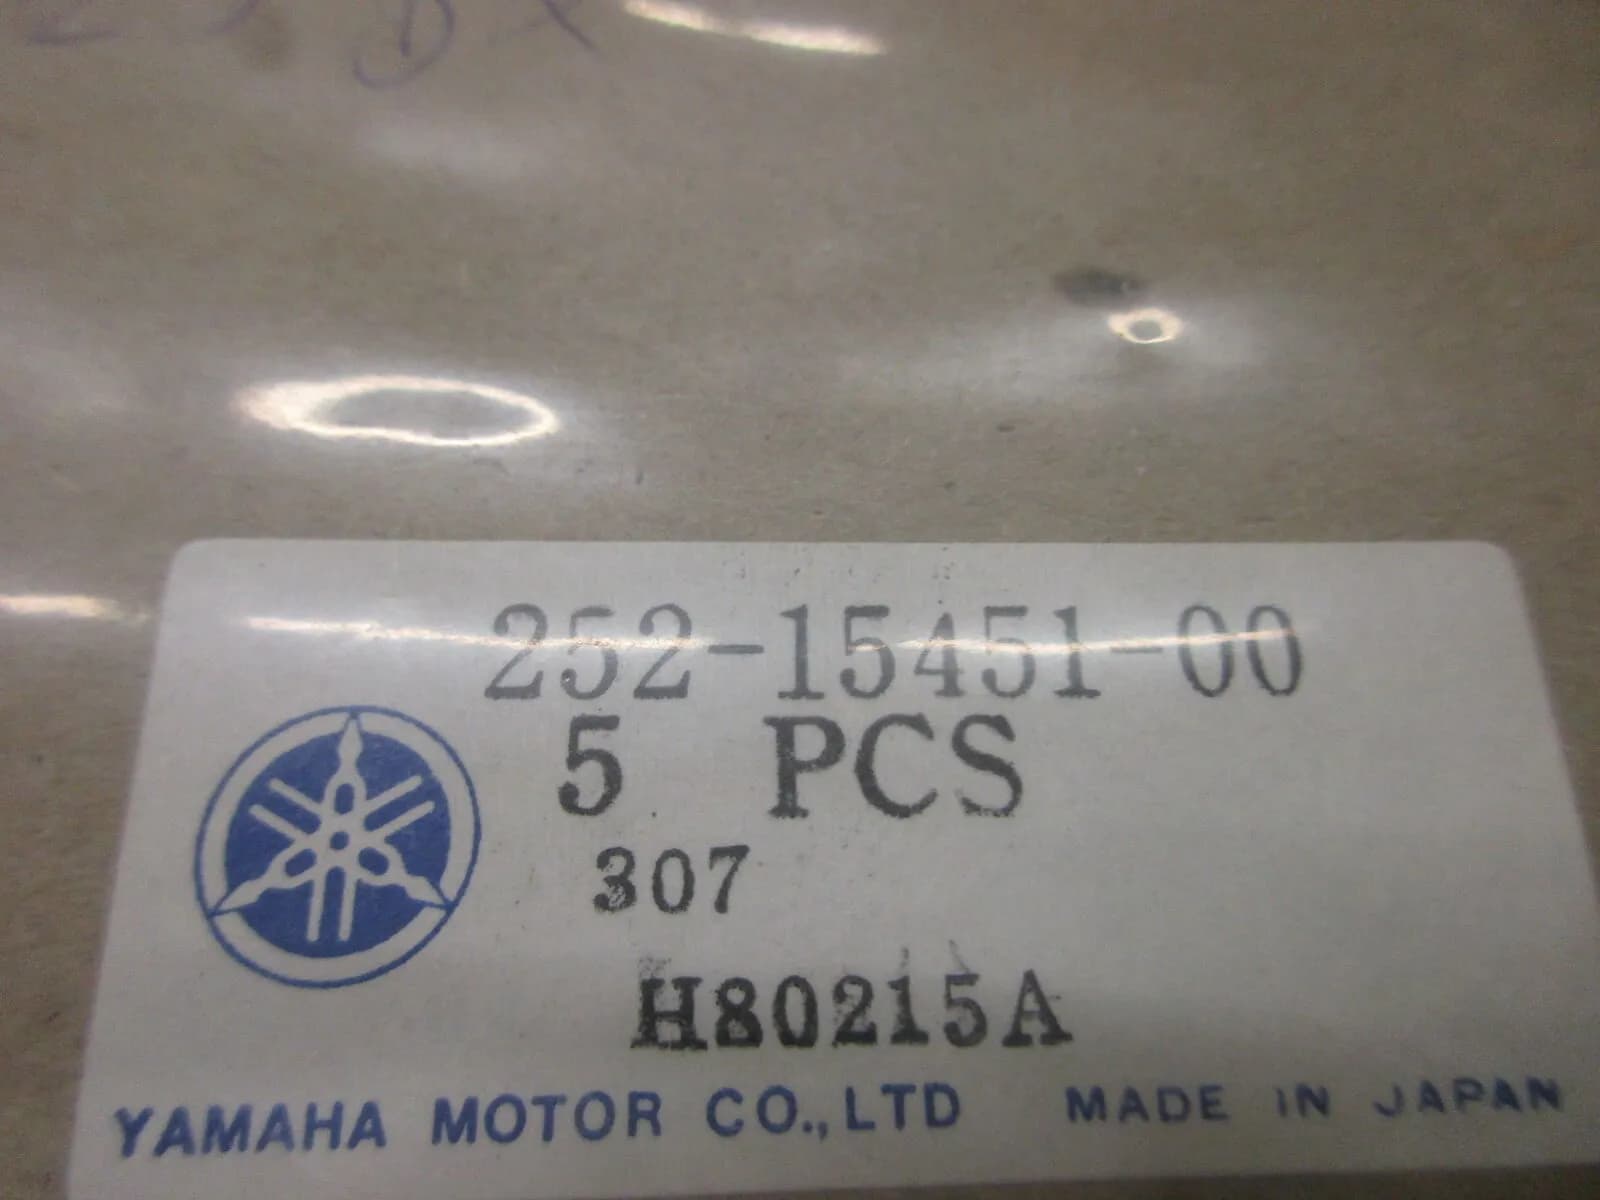 252-15451-00
5 PCS
307
H80215A
YAMAHA MOTOR CO., LTD MADE IN JAPAN